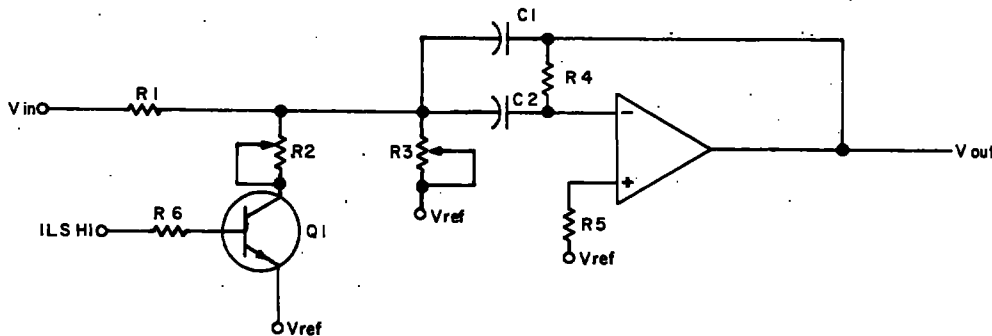 C1
R4
R1
C2
Vin
R2
R3
Vout
R6
Vref
R5
ILS HI
Q1
Vref
Vref